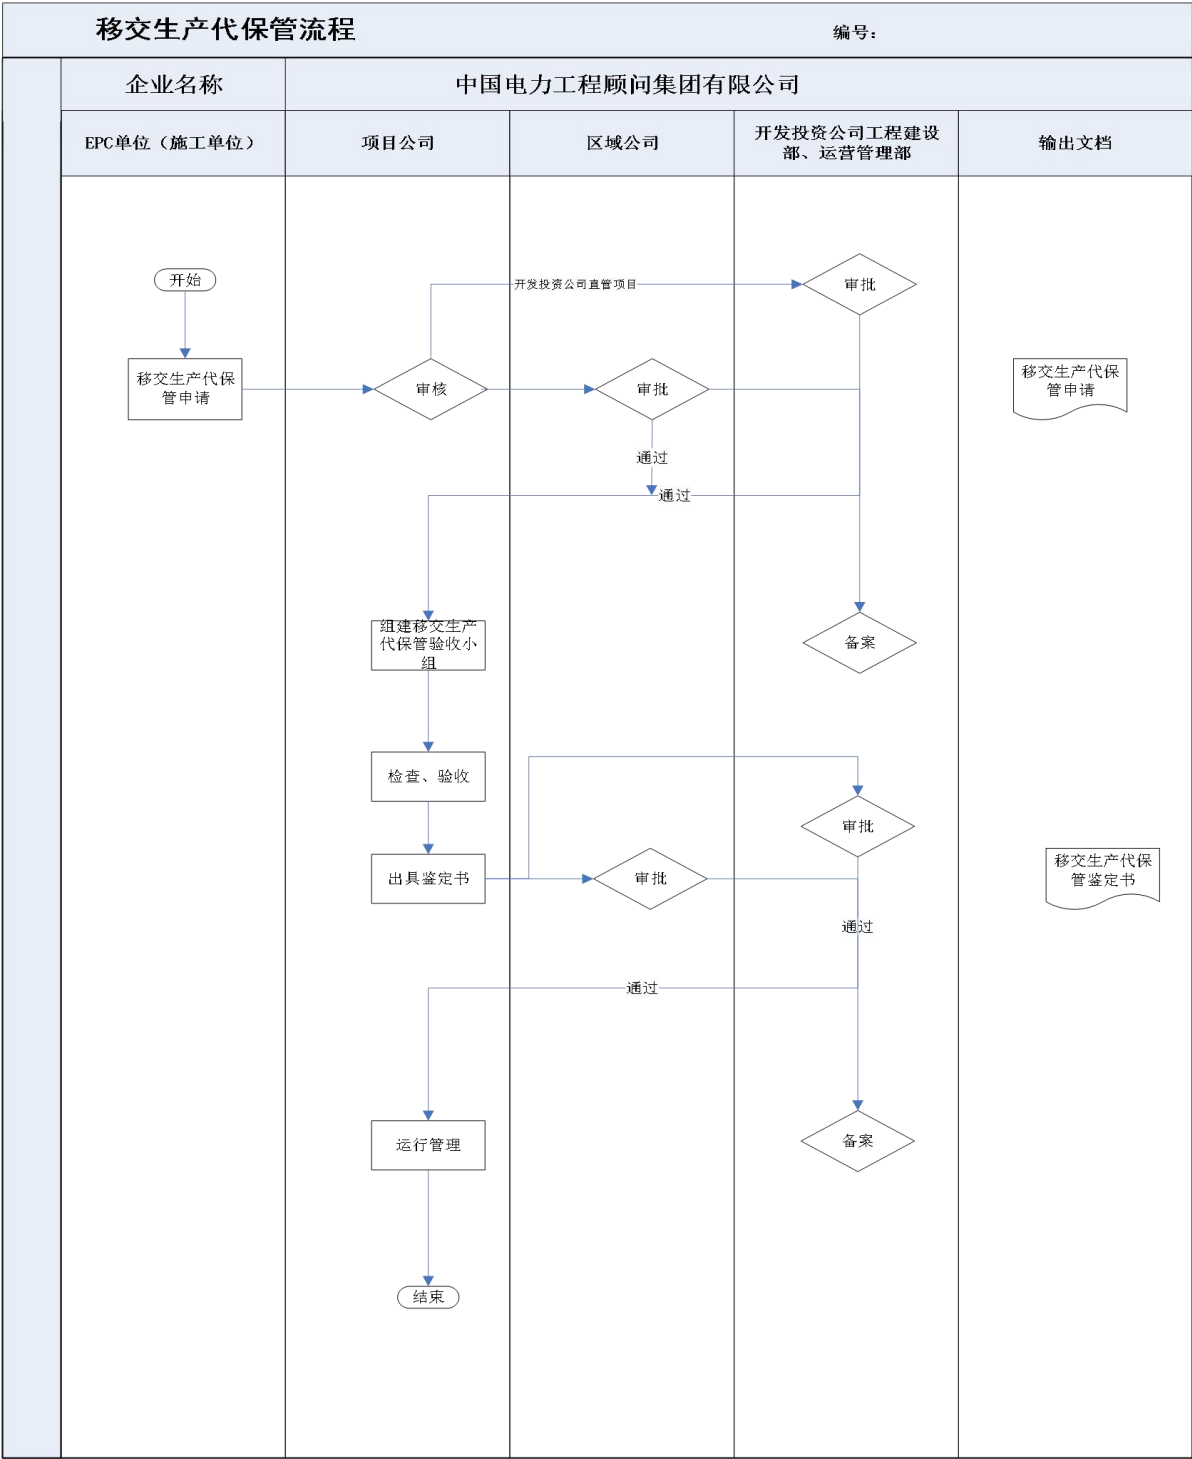 移交生产代保管流程
编号：
企业名称
中国电力工程顾问集团有限公司
EPC单位（施工单位）
项目公司
区域公司
开发投资公司工程建设
部、运营管理部
输出文档
开始
开发投资公司直管项目
审批
移交生产代保
管申请
审核
审批
移交生产代保
管申请
通过
通过
组建移交生产
代保管验收小
组
备案
检查、验收
审批
出具鉴定书
审批
移交生产代保
管鉴定书
通过
通过
运行管理
备案
结束